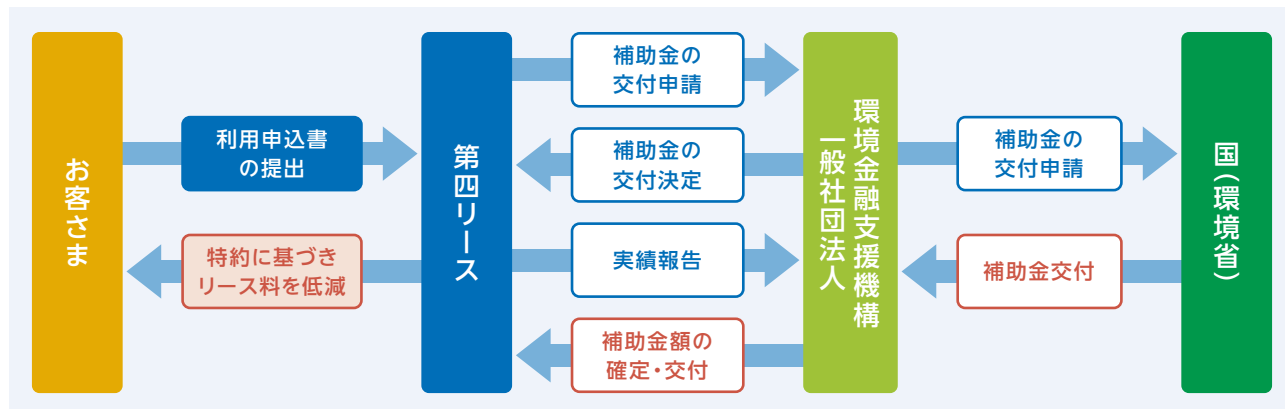 お客さま
利用申込書
の提出
特約に基づき
リース料を低減
第四リース
補助金の
交付申請
補助金の
交付決定
実績報告
補助金額の
確定・交付
一般社団法人
環境金融支援機構
補助金の
交付申請
補助金交付
国(環境省)